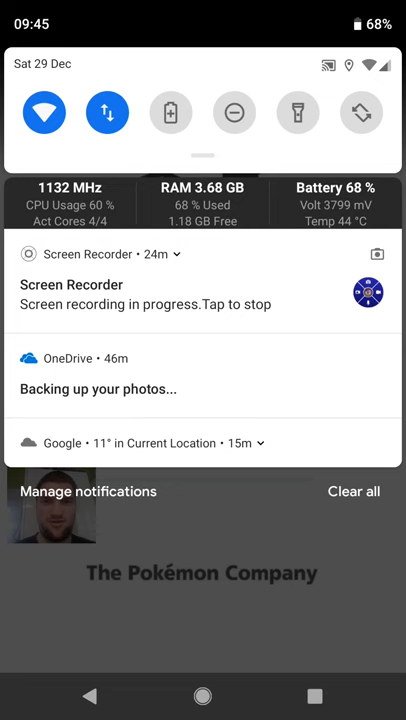 09:45
68%
Sat 29 Dec
1132 MHz
CPU Usage 60 %
Act Cores 4/4
RAM 3.68 GB
68 % Used
1.18 GB Free
Battery 68 %
Volt 3799 mV
Temp 44 °C
Screen Recorder • 24m
Screen Recorder
Screen recording in progress.Tap to stop
OneDrive • 46m
Backing up your photos...
Google • 11° in Current Location • 15m
Manage notifications
Clear all
The Pokémon Company